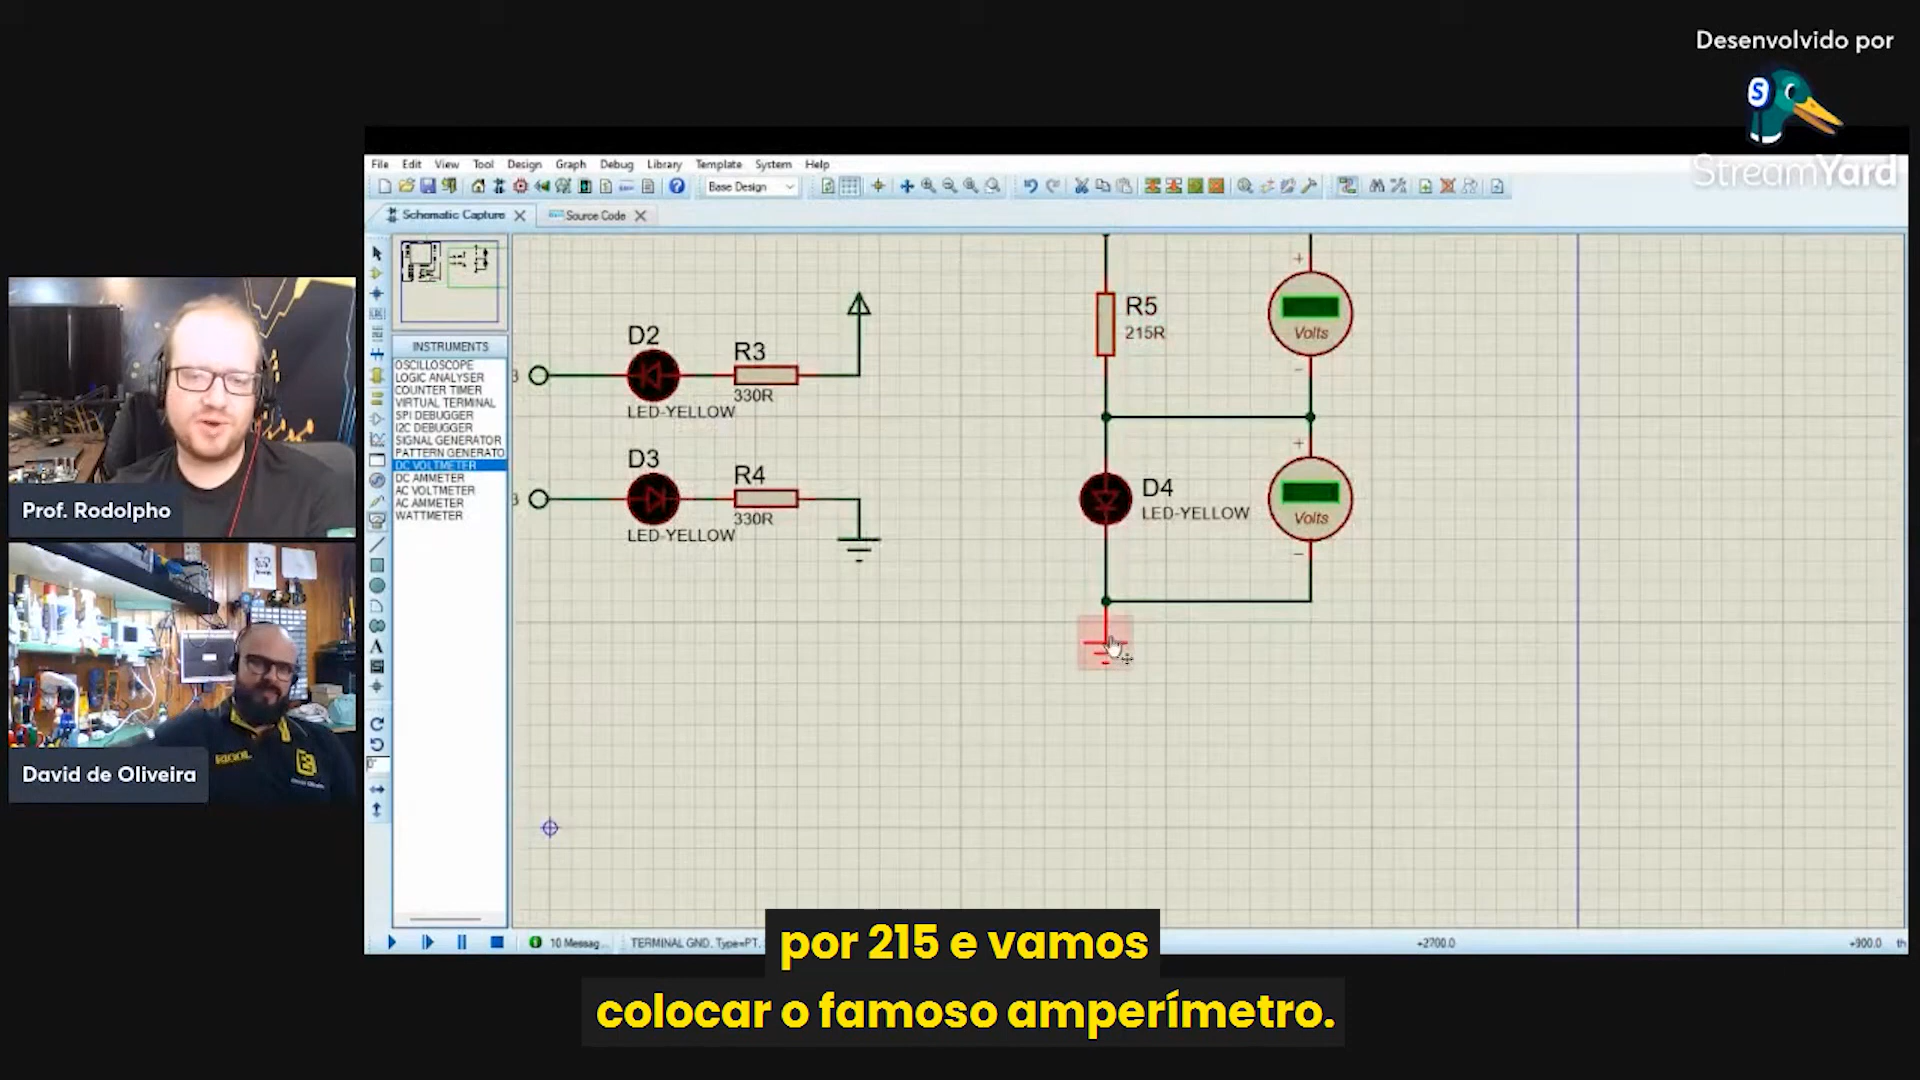 Desenvolvido por
S
StreamYard
File Edit View Tool Design Graph Debug Library Template System Help
Base Design
Schematic Capture
Source Code
INSTRUMENTS
OSCILLOSCOPE
LOGIC ANALYSER
COUNTER TIMER
VIRTUAL TERMINAL
SPI DEBUGGER
I2C DEBUGGER
SIGNAL GENERATOR
PATTERN GENERATO
DC VOLTMETER
DC AMMETER
AC VOLTMETER
AC AMMETER
WATTMETER
D2
LED-YELLOW
R3
330R
D3
LED-YELLOW
R4
330R
R5
215R
+
Volts
-
D4
LED-YELLOW
+
Volts
-
Prof. Rodolpho
David de Oliveira
10 Messag...
TERMINAL GND, Type=PT,
+2700.0
+900.0 th
por 215 e vamos
colocar o famoso amperímetro.